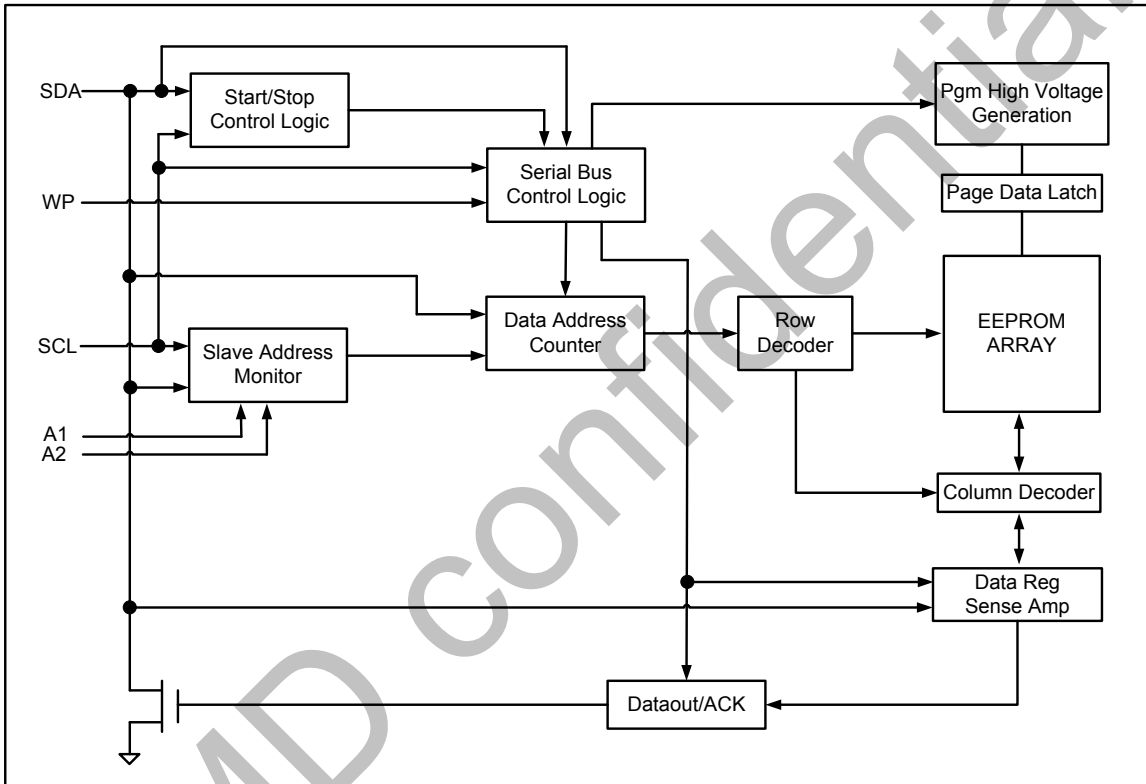 SDA
Start/Stop
Control Logic
Pgm High Voltage
Generation
Serial Bus
Control Logic
WP
Page Data Latch
Data Address
Counter
Row
Decoder
EEPROM
ARRAY
SCL
Slave Address
Monitor
A1
A2
Column Decoder
Data Reg
Sense Amp
Dataout/ACK
MD confidential